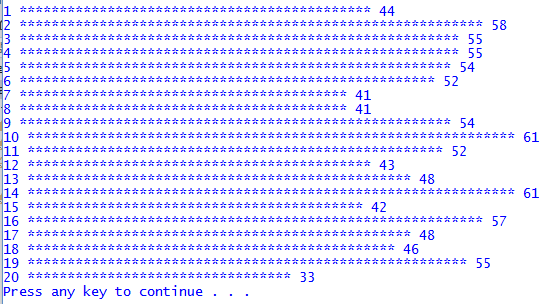 1 ******************************************** 44
2 ********************************************************** 58
3 ******************************************************* 55
4 ******************************************************* 55
5 ****************************************************** 54
6 **************************************************** 52
7 ***************************************** 41
8 ***************************************** 41
9 ****************************************************** 54
10 ************************************************************* 61
11 **************************************************** 52
12 ******************************************* 43
13 ************************************************ 48
14 ************************************************************* 61
15 ****************************************** 42
16 ********************************************************* 57
17 ************************************************ 48
18 ********************************************** 46
19 ******************************************************* 55
20 ********************************* 33
Press any key to continue . . .